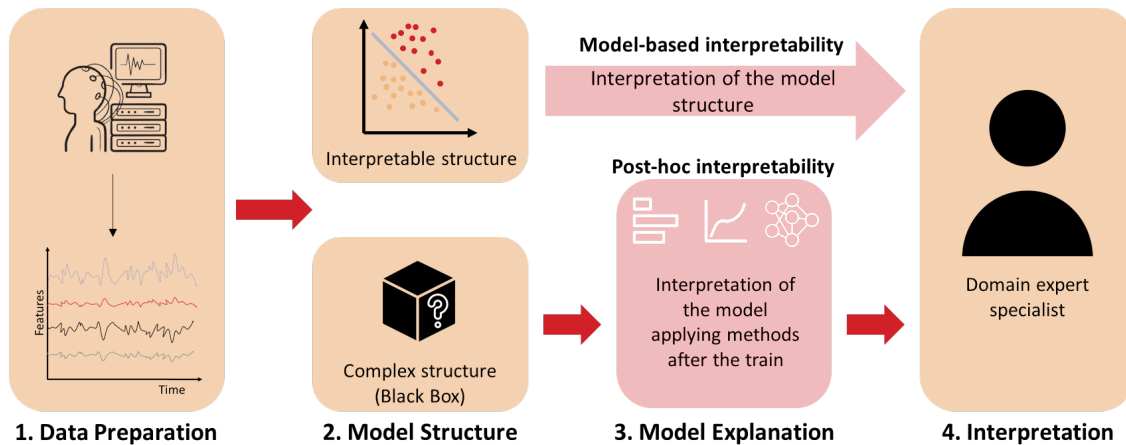 Features
Time
1. Data Preparation
Interpretable structure
Complex structure
(Black Box)
2. Model Structure
Model-based interpretability
Interpretation of the model
structure
Post-hoc interpretability
Interpretation of
the model
applying methods
after the train
3. Model Explanation
Domain expert
specialist
4. Interpretation